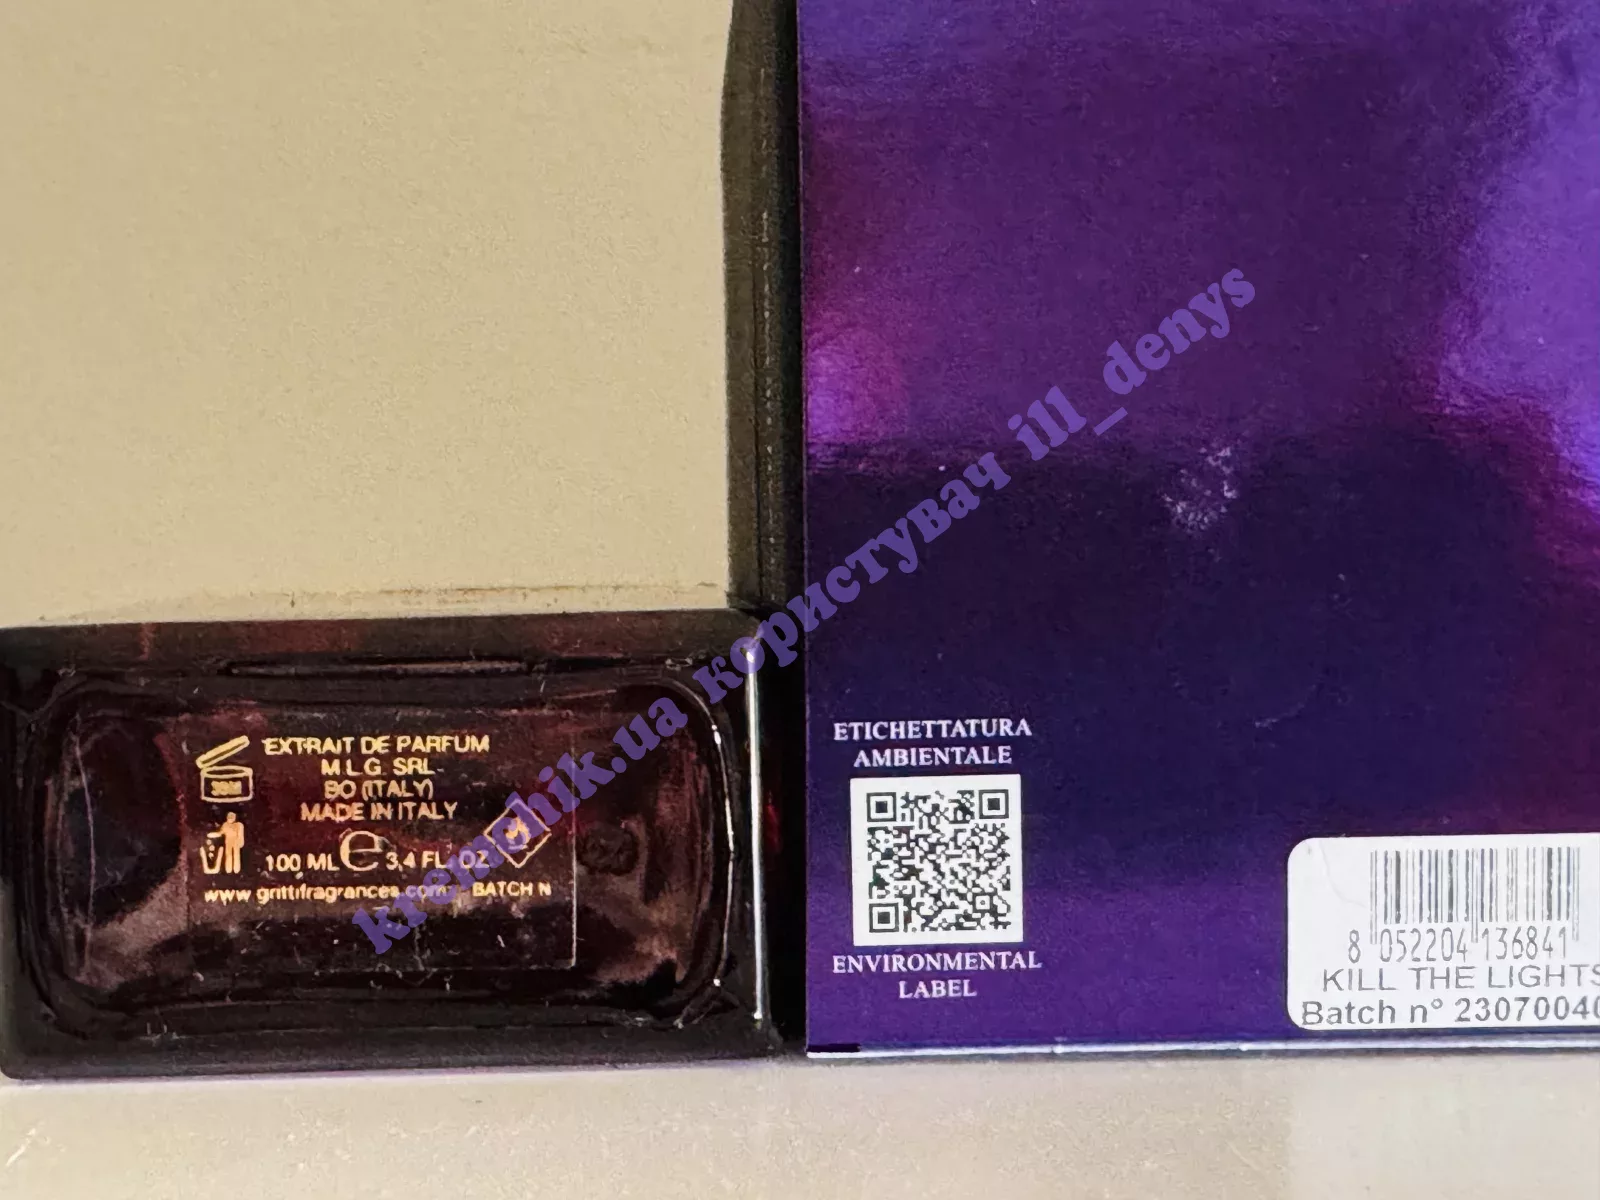 EXTRAIT DE PARFUM
M.L.G. SRL
BO (ITALY)
MADE IN ITALY
36M
100 ML e 3,4 FL. OZ
www.grittifragrances.com BATCH N
ETICHETTATURA
AMBIENTALE
ENVIRONMENTAL
LABEL
8 052204 136841
KILL THE LIGHTS
Batch n° 23070040
kremchik.ua користувач ill_denys